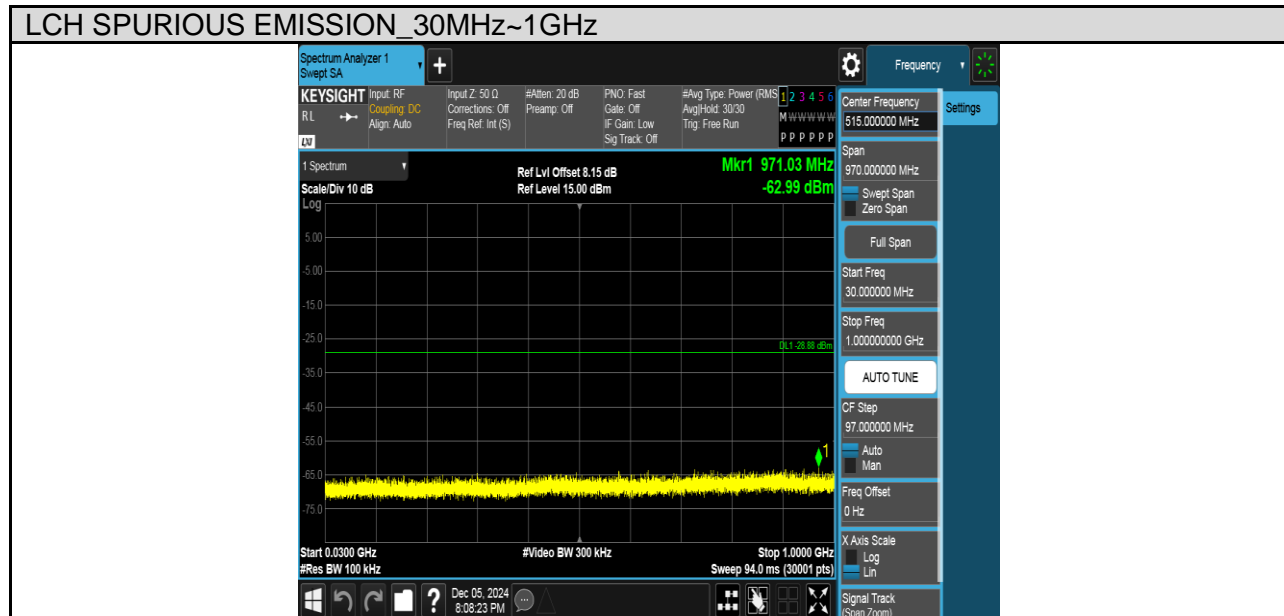 LCH SPURIOUS EMISSION_30MHz~1GHz
Spectrum Analyzer 1
Swept SA
Frequency
KEYSIGHT
RL
LXI
Input: RF
Coupling: DC
Align: Auto
Input Z: 50 Ω
Corrections: Off
Freq Ref: Int (S)
#Atten: 20 dB
Preamp: Off
PNO: Fast
Gate: Off
IF Gain: Low
Sig Track: Off
#Avg Type: Power (RMS
Avg|Hold: 30/30
Trig: Free Run
1 2 3 4 5 6
M W W W W W
P P P P P P
Center Frequency
515.000000 MHz
Settings
Span
970.000000 MHz
Swept Span
Zero Span
Full Span
Start Freq
30.000000 MHz
Stop Freq
1.000000000 GHz
AUTO TUNE
CF Step
97.000000 MHz
Auto
Man
Freq Offset
0 Hz
X Axis Scale
Log
Lin
Signal Track
(Span Zoom)
1 Spectrum
Scale/Div 10 dB
Log
Ref Lvl Offset 8.15 dB
Ref Level 15.00 dBm
Mkr1 971.03 MHz
-62.99 dBm
5.00
-5.00
-15.0
-25.0
DL1 -28.88 dBm
-35.0
-45.0
-55.0
1
-65.0
-75.0
Start 0.0300 GHz
#Res BW 100 kHz
#Video BW 300 kHz
Stop 1.0000 GHz
Sweep 94.0 ms (30001 pts)
?
Dec 05, 2024
8:08:23 PM